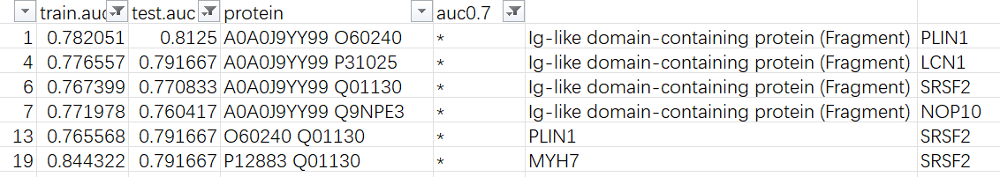 train.auc test.auc protein auc0.7
1 0.782051 0.8125 A0A0J9YY99 O60240 * Ig-like domain-containing protein (Fragment) PLIN1
4 0.776557 0.791667 A0A0J9YY99 P31025 * Ig-like domain-containing protein (Fragment) LCN1
6 0.767399 0.770833 A0A0J9YY99 Q01130 * Ig-like domain-containing protein (Fragment) SRSF2
7 0.771978 0.760417 A0A0J9YY99 Q9NPE3 * Ig-like domain-containing protein (Fragment) NOP10
13 0.765568 0.791667 O60240 Q01130 * PLIN1 SRSF2
19 0.844322 0.791667 P12883 Q01130 * MYH7 SRSF2